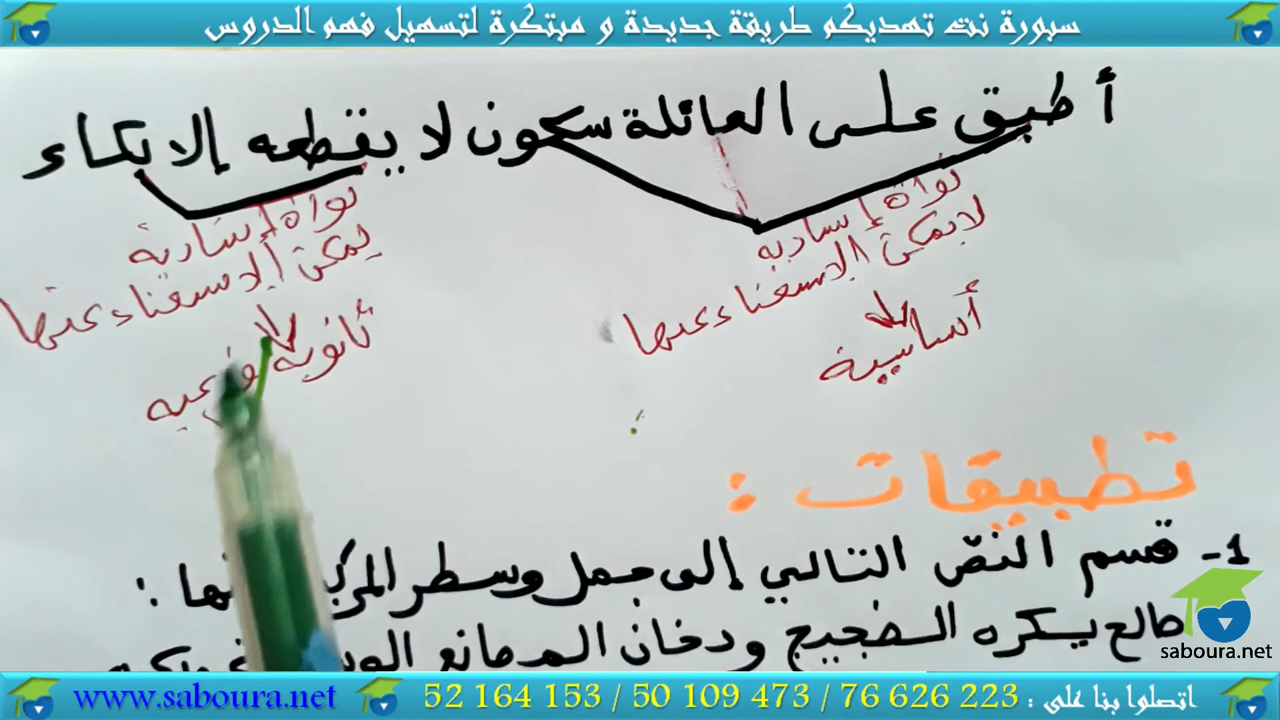 سبورة نت تهديكم طريقة جديدة و مبتكرة لتسهيل فهم الدروس
أطبق على العائلة سكون لا يقطعه إلا بكاء
نواة إسنادية
لا يمكن الاستغناء عنها
أساسية
نواة إسنادية
يمكن الاستغناء عنها
ثانوية
تطبيقات :
1- قسم النصّ التالي إلى جمل وسطر المركب منها :
صالح يكره الضجيج ودخان المصانع
saboura.net
www.saboura.net
اتصلوا بنا على : 52 164 153 / 50 109 473 / 76 626 223